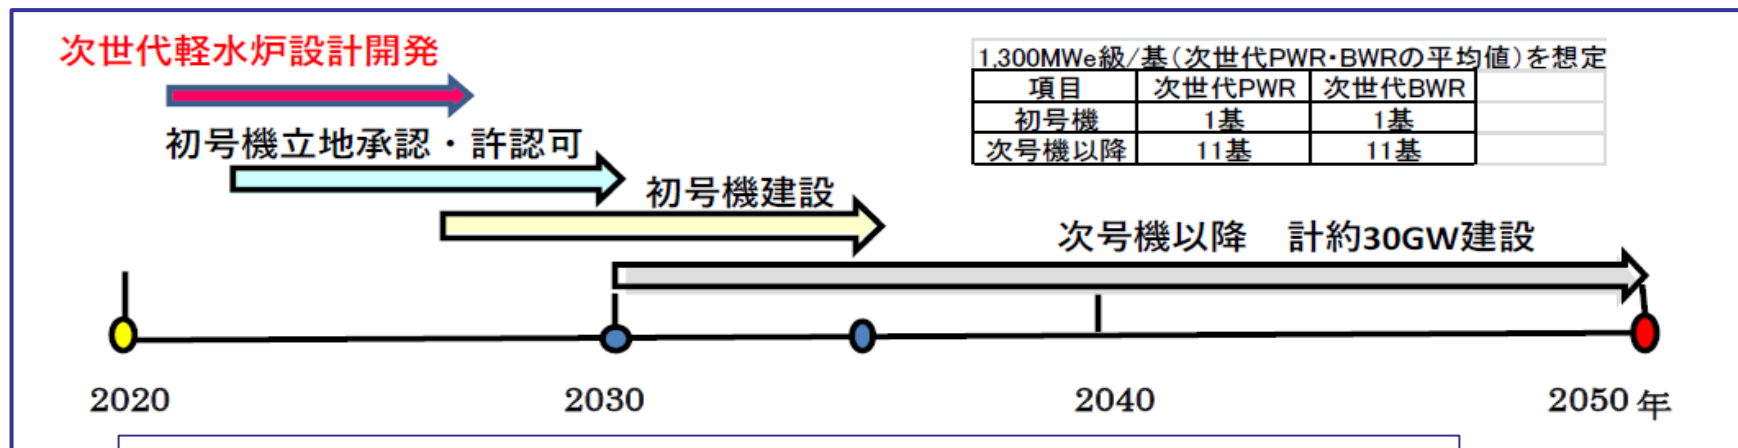 次世代軽水炉設計開発
1,300MWe級/基(次世代PWR・BWRの平均値)を想定
項目 次世代PWR 次世代BWR
初号機 1基 1基
次号機以降 11基 11基
初号機立地承認・許認可
初号機建設
次号機以降 計約30GW建設
2020 2030 2040 2050年